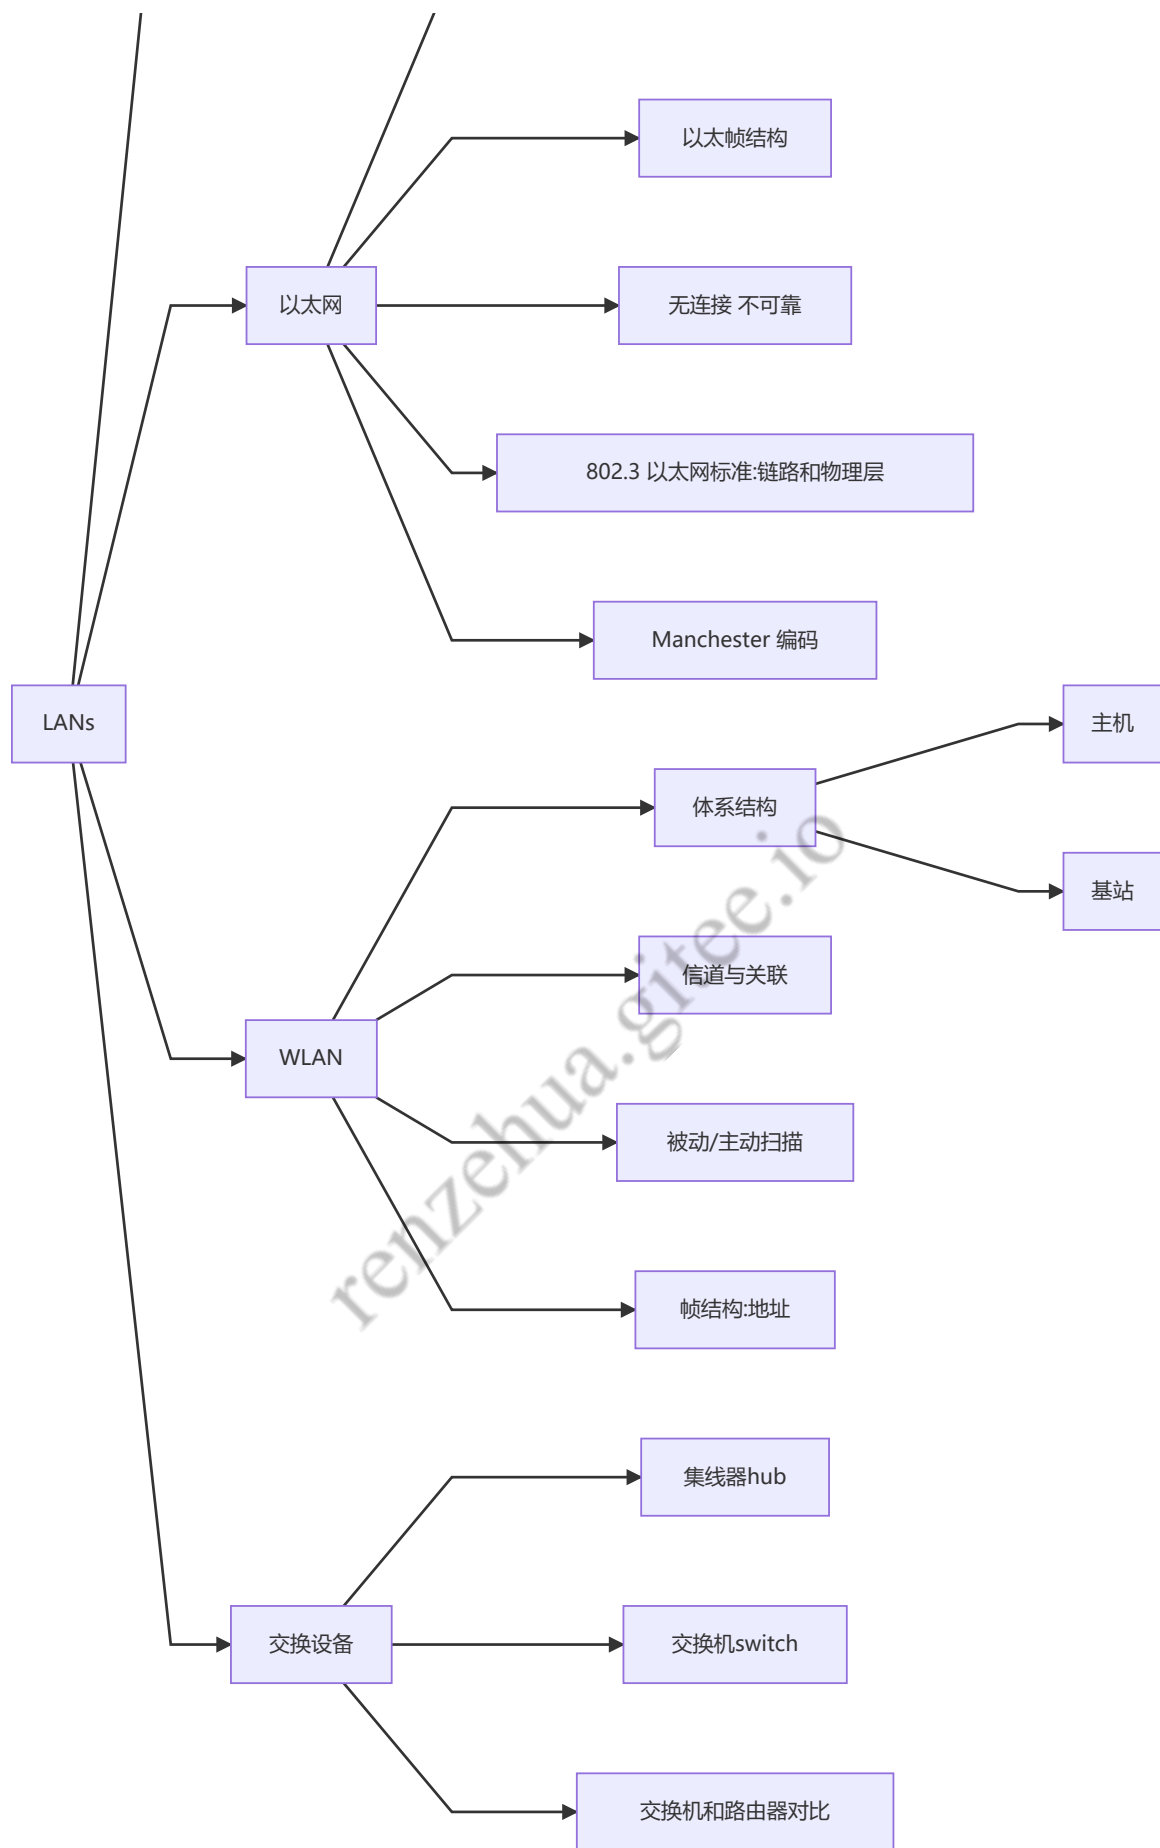 以太帧结构
以太网
无连接 不可靠
802.3 以太网标准:链路和物理层
Manchester 编码
LANs
主机
体系结构
基站
信道与关联
WLAN
被动/主动扫描
帧结构:地址
集线器hub
交换设备
交换机switch
交换机和路由器对比
renzehua.gitee.io